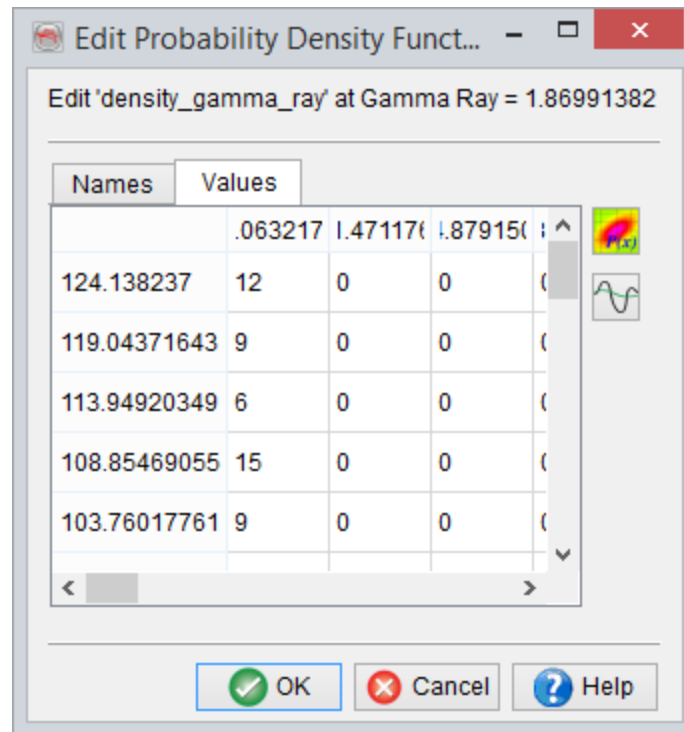 Edit Probability Density Funct...
Edit 'density_gamma_ray' at Gamma Ray = 1.86991382
Names Values
.063217
124.138237 12 0 0
119.04371643 9 0 0
113.94920349 6 0 0
108.85469055 15 0 0
103.76017761 9 0 0
P(x)
OK Cancel Help